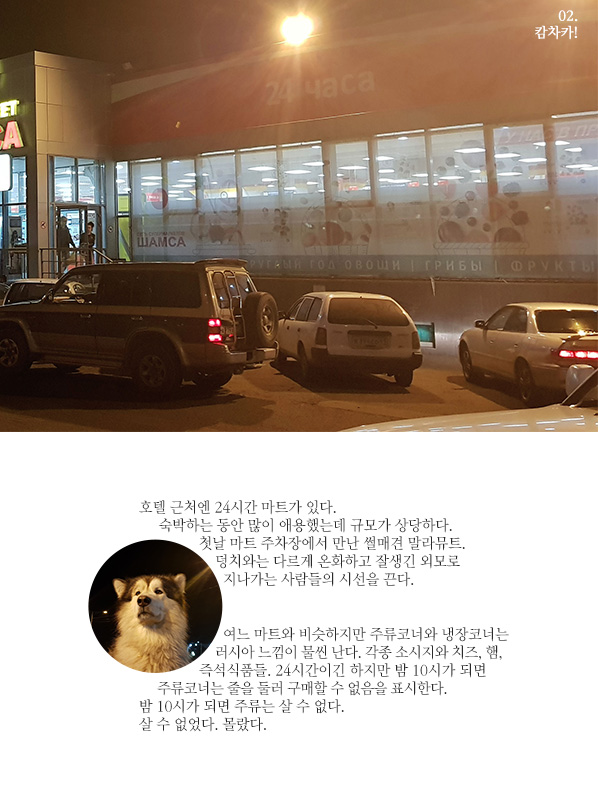 02.
캄차카!
24 часа
ШАМСА
ОВОЩИ | ГРИБЫ | ФРУКТЫ
호텔 근처엔 24시간 마트가 있다.
숙박하는 동안 많이 애용했는데 규모가 상당하다.
첫날 마트 주차장에서 만난 썰매견 말라뮤트.
덩치와는 다르게 온화하고 잘생긴 외모로
지나가는 사람들의 시선을 끈다.
여느 마트와 비슷하지만 주류코너와 냉장코너는
러시아 느낌이 물씬 난다. 각종 소시지와 치즈, 햄,
즉석식품들. 24시간이긴 하지만 밤 10시가 되면
주류코너는 줄을 둘러 구매할 수 없음을 표시한다.
밤 10시가 되면 주류는 살 수 없다.
살 수 없었다. 몰랐다.